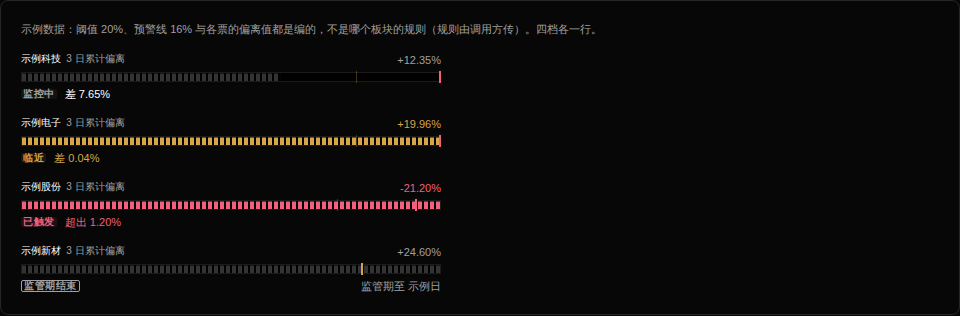 示例数据：阈值 20%、预警线 16% 与各票的偏离值都是编的，不是哪个板块的规则（规则由调用方传）。四档各一行。
示例科技 3 日累计偏离 +12.35%
监控中 差 7.65%
示例电子 3 日累计偏离 +19.96%
临近 差 0.04%
示例股份 3 日累计偏离 -21.20%
已触发 超出 1.20%
示例新材 3 日累计偏离 +24.60%
监管期结束 监管期至 示例日